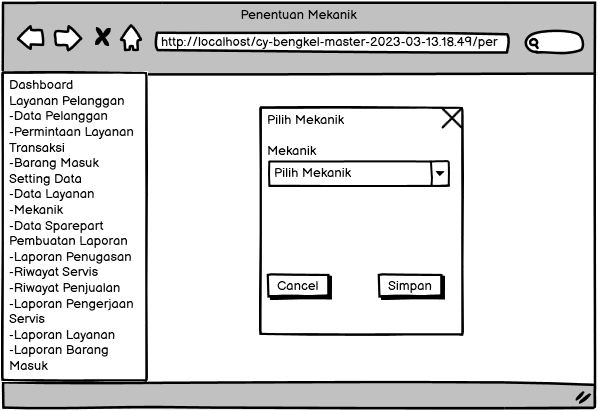 Penentuan Mekanik
http://localhost/cy-bengkel-master-2023-03-13.18.49/per
Dashboard
Layanan Pelanggan
-Data Pelanggan
-Permintaan Layanan
Transaksi
-Barang Masuk
Setting Data
-Data Layanan
-Mekanik
-Data Sparepart
Pembuatan Laporan
-Laporan Penugasan
-Riwayat Servis
-Riwayat Penjualan
-Laporan Pengerjaan
Servis
-Laporan Layanan
-Laporan Barang
Masuk
Pilih Mekanik
Mekanik
Pilih Mekanik
Cancel
Simpan